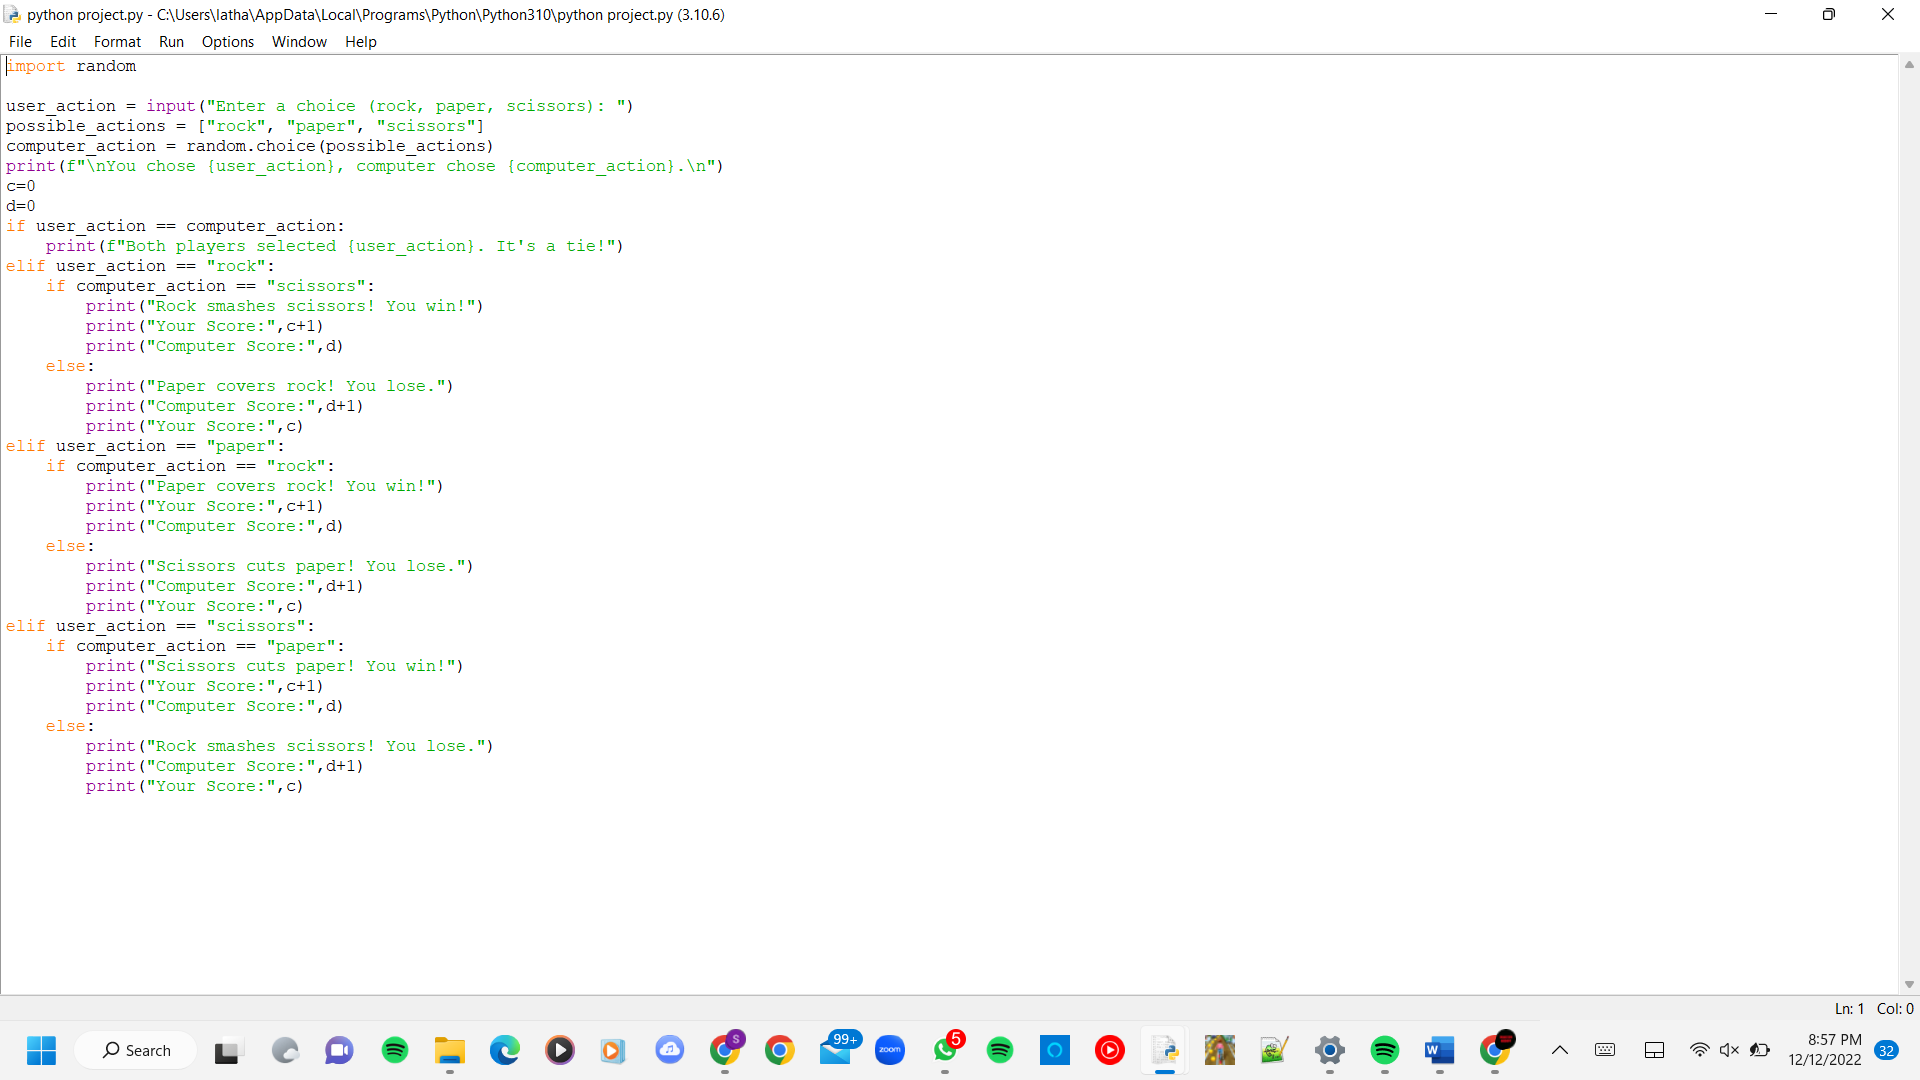 python project.py - C:\Users\latha\AppData\Local\Programs\Python\Python310\python project.py (3.10.6)
File Edit Format Run Options Window Help
import random

user_action = input("Enter a choice (rock, paper, scissors): ")
possible_actions = ["rock", "paper", "scissors"]
computer_action = random.choice(possible_actions)
print(f"\nYou chose {user_action}, computer chose {computer_action}.\n")
c=0
d=0
if user_action == computer_action:
    print(f"Both players selected {user_action}. It's a tie!")
elif user_action == "rock":
    if computer_action == "scissors":
        print("Rock smashes scissors! You win!")
        print("Your Score:",c+1)
        print("Computer Score:",d)
    else:
        print("Paper covers rock! You lose.")
        print("Computer Score:",d+1)
        print("Your Score:",c)
elif user_action == "paper":
    if computer_action == "rock":
        print("Paper covers rock! You win!")
        print("Your Score:",c+1)
        print("Computer Score:",d)
    else:
        print("Scissors cuts paper! You lose.")
        print("Computer Score:",d+1)
        print("Your Score:",c)
elif user_action == "scissors":
    if computer_action == "paper":
        print("Scissors cuts paper! You win!")
        print("Your Score:",c+1)
        print("Computer Score:",d)
    else:
        print("Rock smashes scissors! You lose.")
        print("Computer Score:",d+1)
        print("Your Score:",c)
Ln: 1 Col: 0
Search
S
99+
zoom
5
W
8:57 PM
12/12/2022
32